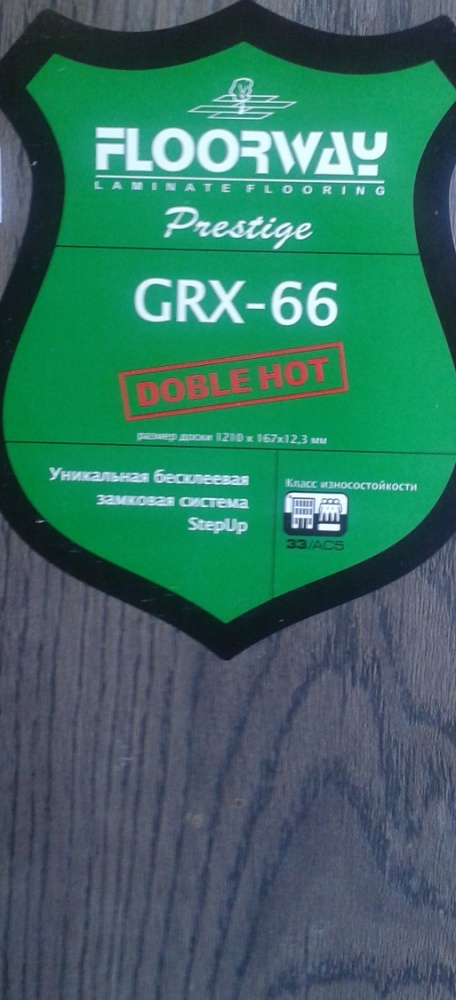 FLOORWAY
LAMINATE FLOORING
Prestige
GRX-66
DOBLE HOT
размер доски 1210 x 167x12,3 мм
Уникальная бесклеевая
замковая система
StepUp
Класс износостойкости
33/AC5